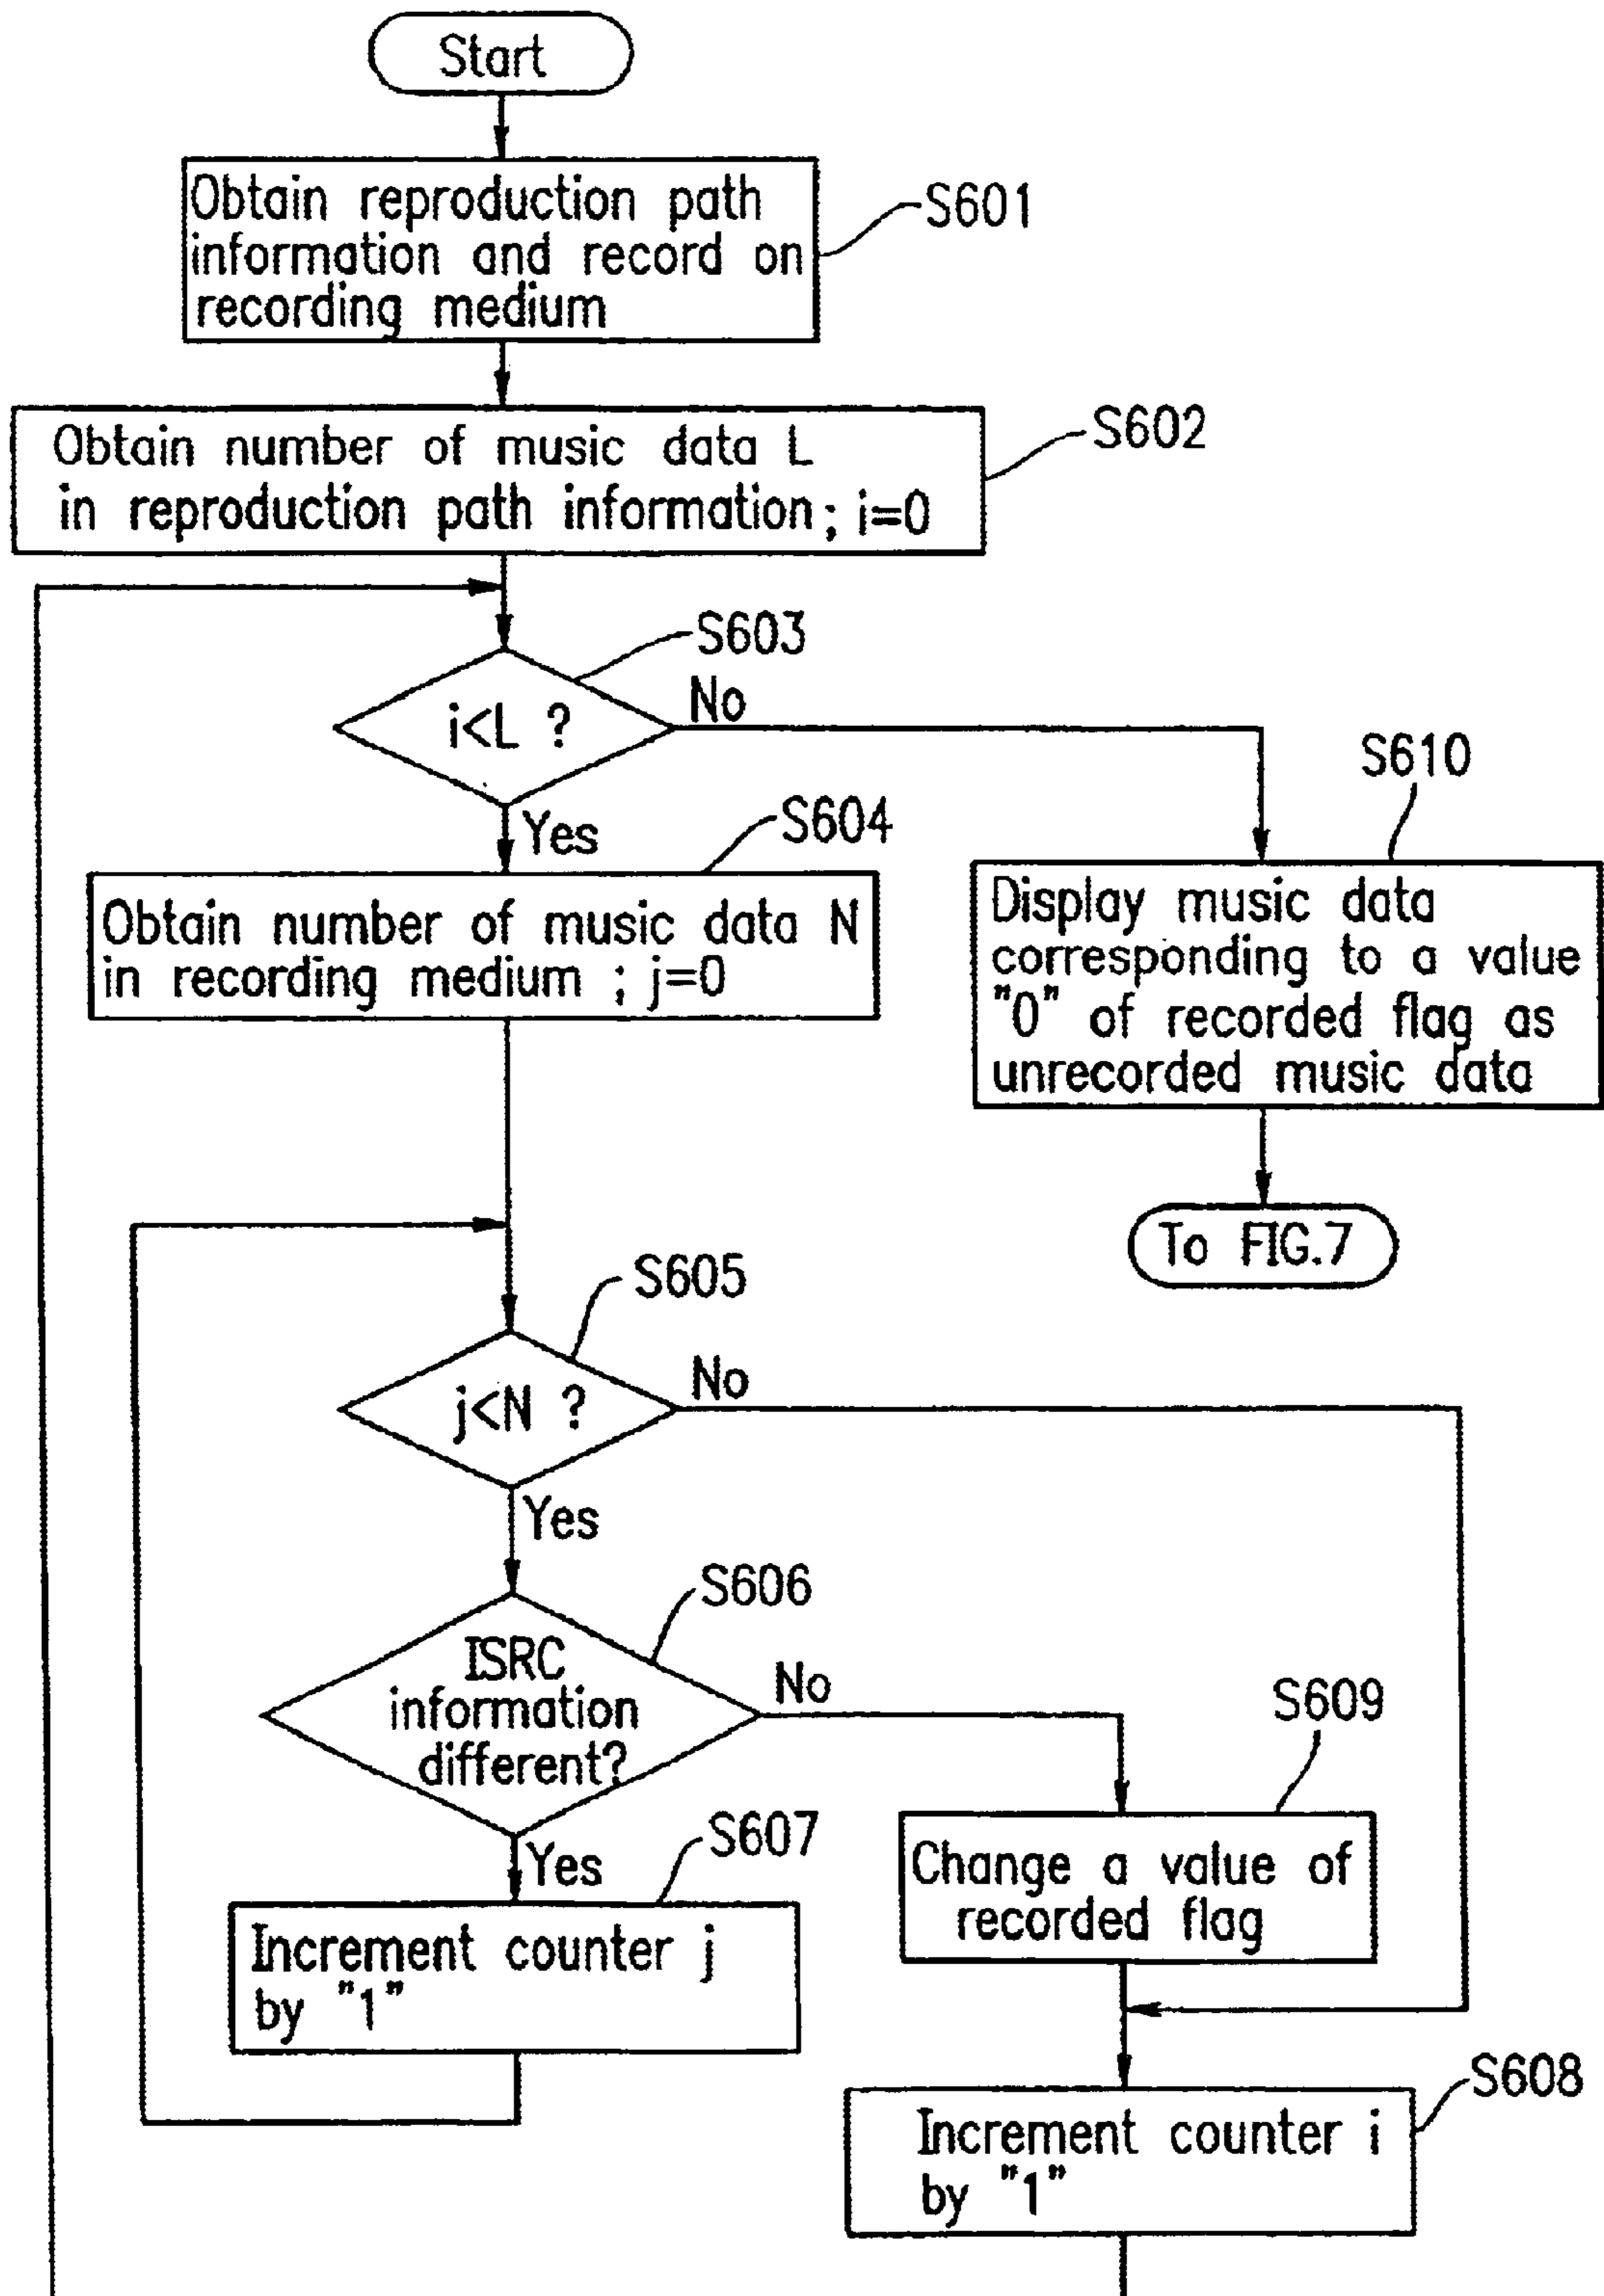 Start
Obtain reproduction path
information and record on
recording medium
S601
Obtain number of music data L
in reproduction path information; i=0
S602
S603
i<L ?
No
Yes
S604
Obtain number of music data N
in recording medium ; j=0
S610
Display music data
corresponding to a value
"0" of recorded flag as
unrecorded music data
To FIG.7
S605
j<N ?
No
Yes
S606
ISRC
information
different?
No
Yes
S609
Change a value of
recorded flag
S607
Increment counter j
by "1"
S608
Increment counter i
by "1"